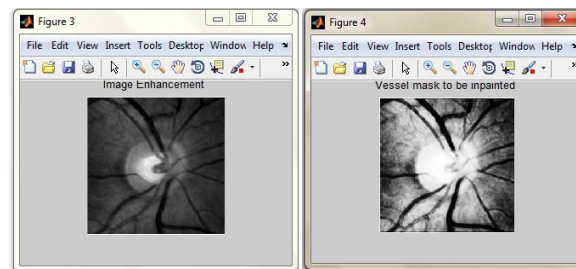 Figure 3
File Edit View Insert Tools Desktop Window Help
Image Enhancement
Figure 4
File Edit View Insert Tools Desktop Window Help
Vessel mask to be inpainted